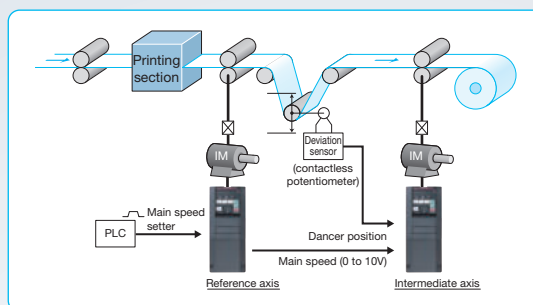 Printing
section
IM
Deviation
sensor
(contactless
potentiometer)
IM
Main speed
setter
PLC
Dancer position
Main speed (0 to 10V)
Reference axis
Intermediate axis